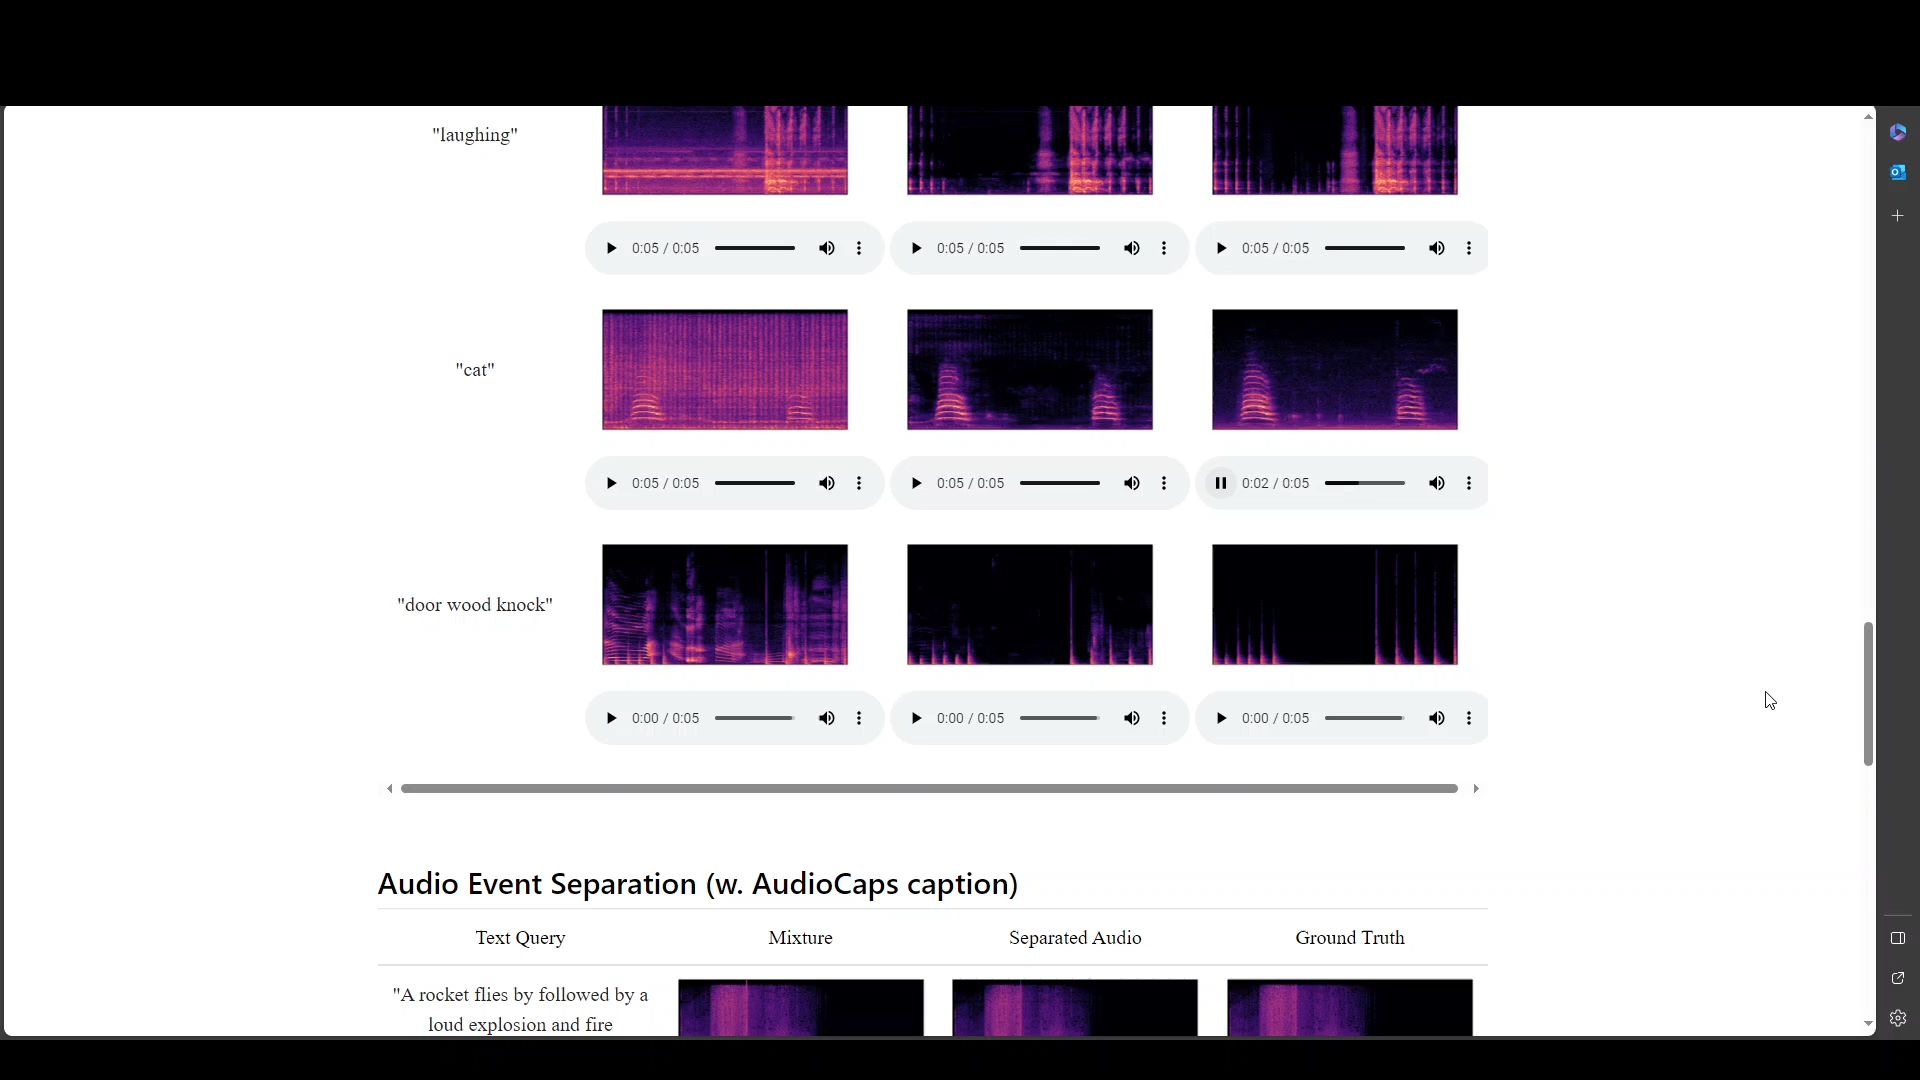 "laughing"
0:05 / 0:05 0:05 / 0:05 0:05 / 0:05
"cat"
0:05 / 0:05 0:05 / 0:05 0:02 / 0:05
"door wood knock"
0:00 / 0:05 0:00 / 0:05 0:00 / 0:05
Audio Event Separation (w. AudioCaps caption)
Text Query Mixture Separated Audio Ground Truth
"A rocket flies by followed by a
loud explosion and fire